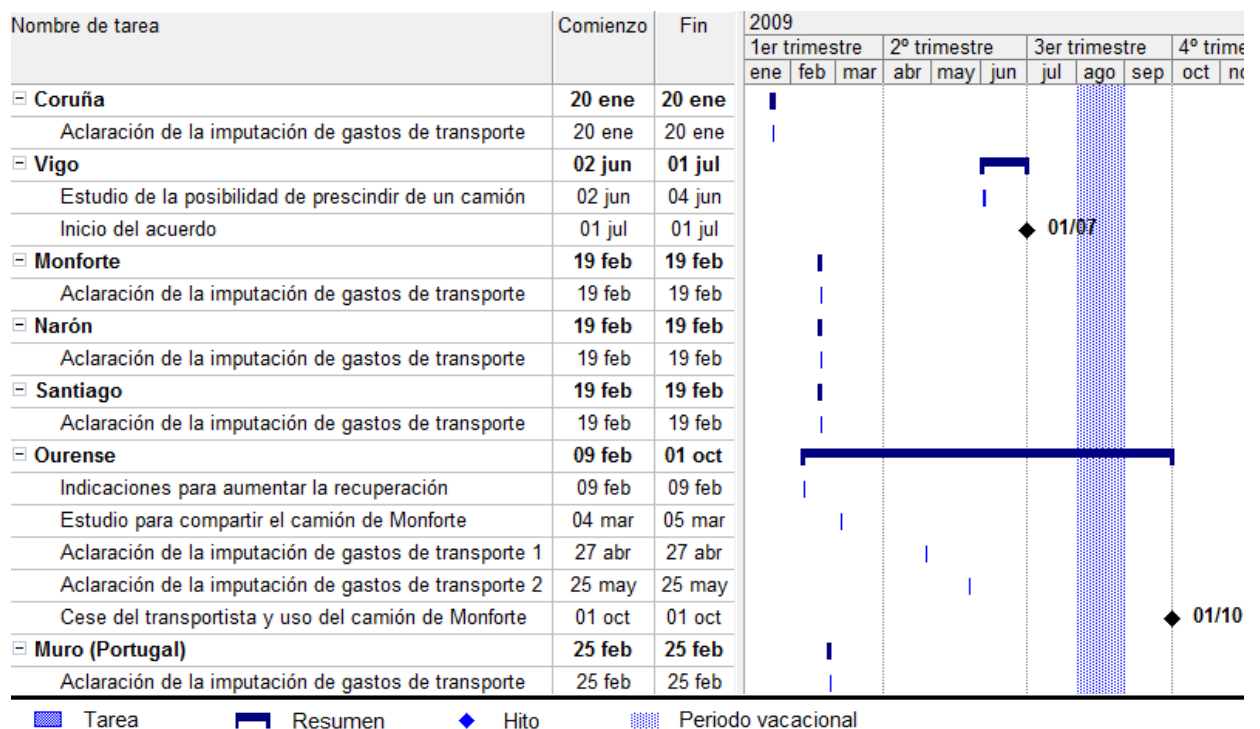 Nombre de tarea Comienzo Fin 2009
1er trimestre 2º trimestre 3er trimestre 4º trime
ene feb mar abr may jun jul ago sep oct no
Coruña 20 ene 20 ene
Aclaración de la imputación de gastos de transporte 20 ene 20 ene
Vigo 02 jun 01 jul
Estudio de la posibilidad de prescindir de un camión 02 jun 04 jun
Inicio del acuerdo 01 jul 01 jul 01/07
Monforte 19 feb 19 feb
Aclaración de la imputación de gastos de transporte 19 feb 19 feb
Narón 19 feb 19 feb
Aclaración de la imputación de gastos de transporte 19 feb 19 feb
Santiago 19 feb 19 feb
Aclaración de la imputación de gastos de transporte 19 feb 19 feb
Ourense 09 feb 01 oct
Indicaciones para aumentar la recuperación 09 feb 09 feb
Estudio para compartir el camión de Monforte 04 mar 05 mar
Aclaración de la imputación de gastos de transporte 1 27 abr 27 abr
Aclaración de la imputación de gastos de transporte 2 25 may 25 may
Cese del transportista y uso del camión de Monforte 01 oct 01 oct 01/10
Muro (Portugal) 25 feb 25 feb
Aclaración de la imputación de gastos de transporte 25 feb 25 feb
Tarea Resumen Hito Periodo vacacional